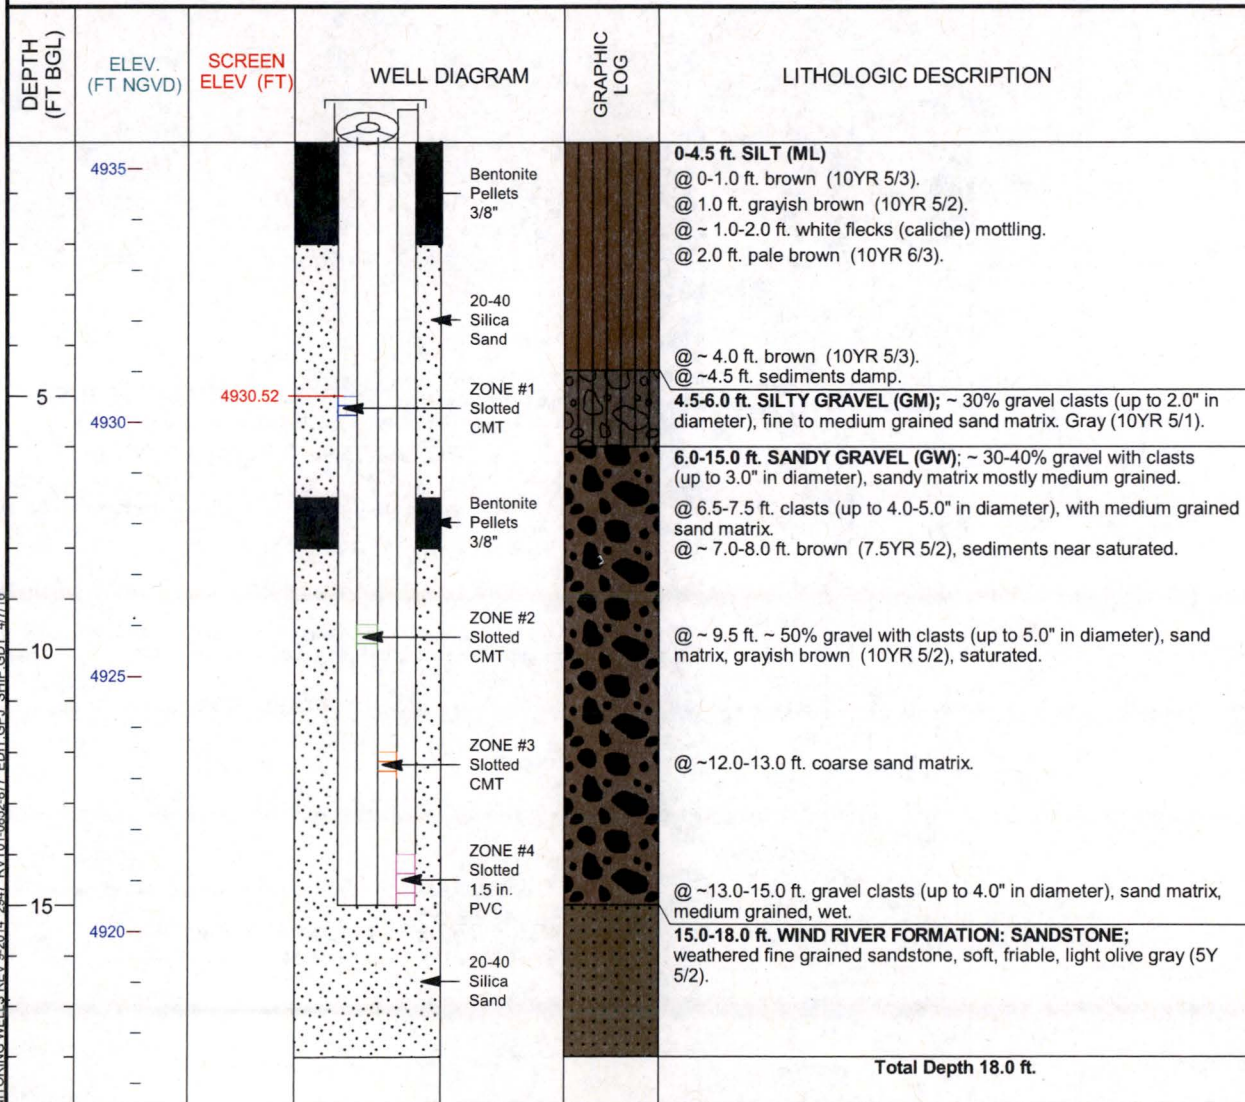 DEPTH
(FT BGL)
ELEV.
(FT NGVD)
SCREEN
ELEV (FT)
WELL DIAGRAM
GRAPHIC
LOG
LITHOLOGIC DESCRIPTION
4935
Bentonite
Pellets
3/8"
0-4.5 ft. SILT (ML)
@ 0-1.0 ft. brown (10YR 5/3).
@ 1.0 ft. grayish brown (10YR 5/2).
@ ~ 1.0-2.0 ft. white flecks (caliche) mottling.
@ 2.0 ft. pale brown (10YR 6/3).
20-40
Silica
Sand
@ ~ 4.0 ft. brown (10YR 5/3).
@ ~4.5 ft. sediments damp.
5
4930.52
4930
ZONE #1
Slotted
CMT
4.5-6.0 ft. SILTY GRAVEL (GM); ~ 30% gravel clasts (up to 2.0" in
diameter), fine to medium grained sand matrix. Gray (10YR 5/1).
6.0-15.0 ft. SANDY GRAVEL (GW); ~ 30-40% gravel with clasts
(up to 3.0" in diameter), sandy matrix mostly medium grained.
Bentonite
Pellets
3/8"
@ 6.5-7.5 ft. clasts (up to 4.0-5.0" in diameter), with medium grained
sand matrix.
@ ~ 7.0-8.0 ft. brown (7.5YR 5/2), sediments near saturated.
ZONE #2
Slotted
CMT
@ ~ 9.5 ft. ~ 50% gravel with clasts (up to 5.0" in diameter), sand
matrix, grayish brown (10YR 5/2), saturated.
10
4925
ZONE #3
Slotted
CMT
@ ~12.0-13.0 ft. coarse sand matrix.
ZONE #4
Slotted
1.5 in.
PVC
@ ~13.0-15.0 ft. gravel clasts (up to 4.0" in diameter), sand matrix,
medium grained, wet.
15
4920
15.0-18.0 ft. WIND RIVER FORMATION: SANDSTONE;
weathered fine grained sandstone, soft, friable, light olive gray (5Y
5/2).
20-40
Silica
Sand
Total Depth 18.0 ft.